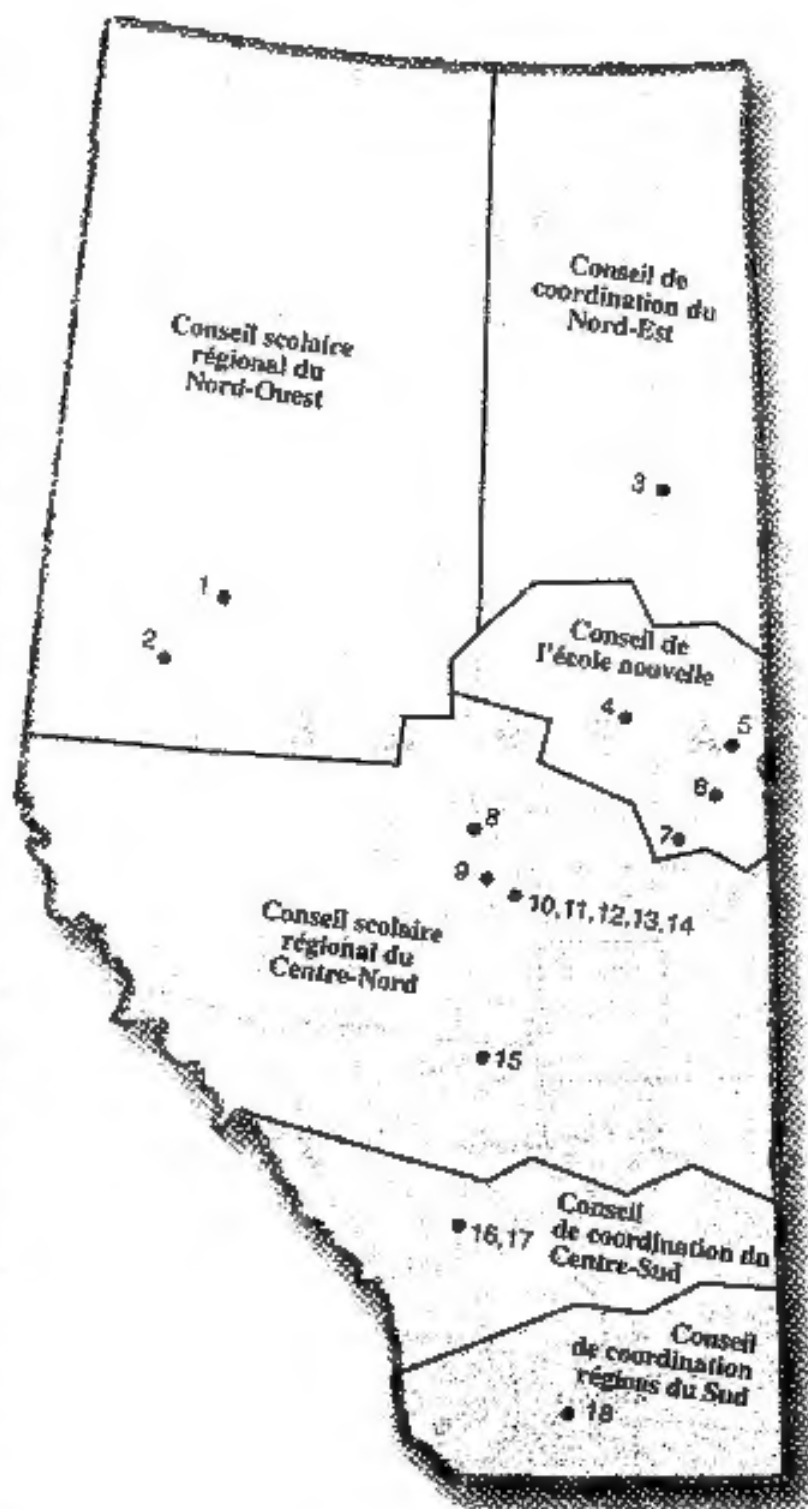 Conseil de
coordination du
Nord-Est
Conseil scolaire
régional du
Nord-Ouest
3
1
2
Conseil de
l'école nouvelle
4
5
6
7
8
9
10,11,12,13,14
Conseil scolaire
régional du
Centre-Nord
15
16,17
Conseil
de coordination du
Centre-Sud
Conseil
de coordination
régions du Sud
18